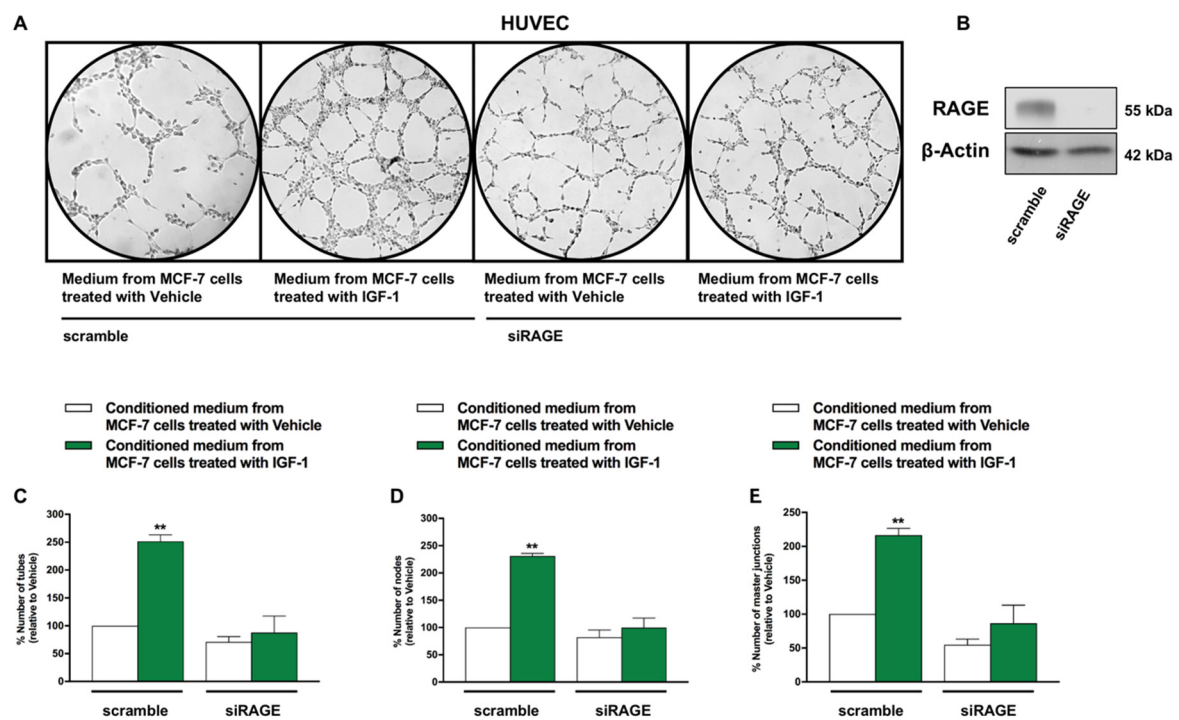 A
HUVEC
B
Medium from MCF-7 cells
treated with Vehicle
Medium from MCF-7 cells
treated with IGF-1
Medium from MCF-7 cells
treated with Vehicle
Medium from MCF-7 cells
treated with IGF-1
scramble
siRAGE
RAGE
55 kDa
β-Actin
42 kDa
scramble
siRAGE
Conditioned medium from
MCF-7 cells treated with Vehicle
Conditioned medium from
MCF-7 cells treated with IGF-1
Conditioned medium from
MCF-7 cells treated with Vehicle
Conditioned medium from
MCF-7 cells treated with IGF-1
Conditioned medium from
MCF-7 cells treated with Vehicle
Conditioned medium from
MCF-7 cells treated with IGF-1
C
% Number of tubes
(relative to Vehicle)
300
250
200
150
100
50
0
**
scramble
siRAGE
D
% Number of nodes
(relative to Vehicle)
300
250
200
150
100
50
0
**
scramble
siRAGE
E
% Number of master junctions
(relative to Vehicle)
250
200
150
100
50
0
**
scramble
siRAGE